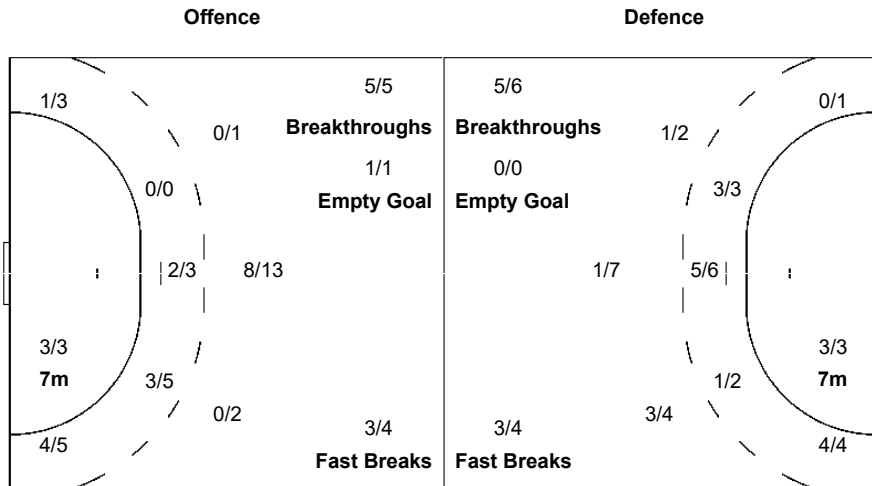 Offence Defence
5/5 5/6
1/3 0/1
0/1 Breakthroughs Breakthroughs 1/2
1/1 0/0
0/0 3/3
Empty Goal Empty Goal
2/3 8/13 1/7 5/6
3/3 3/3
7m 3/5 1/2 7m
0/2 3/4
3/4 3/4
4/5 4/4
Fast Breaks Fast Breaks